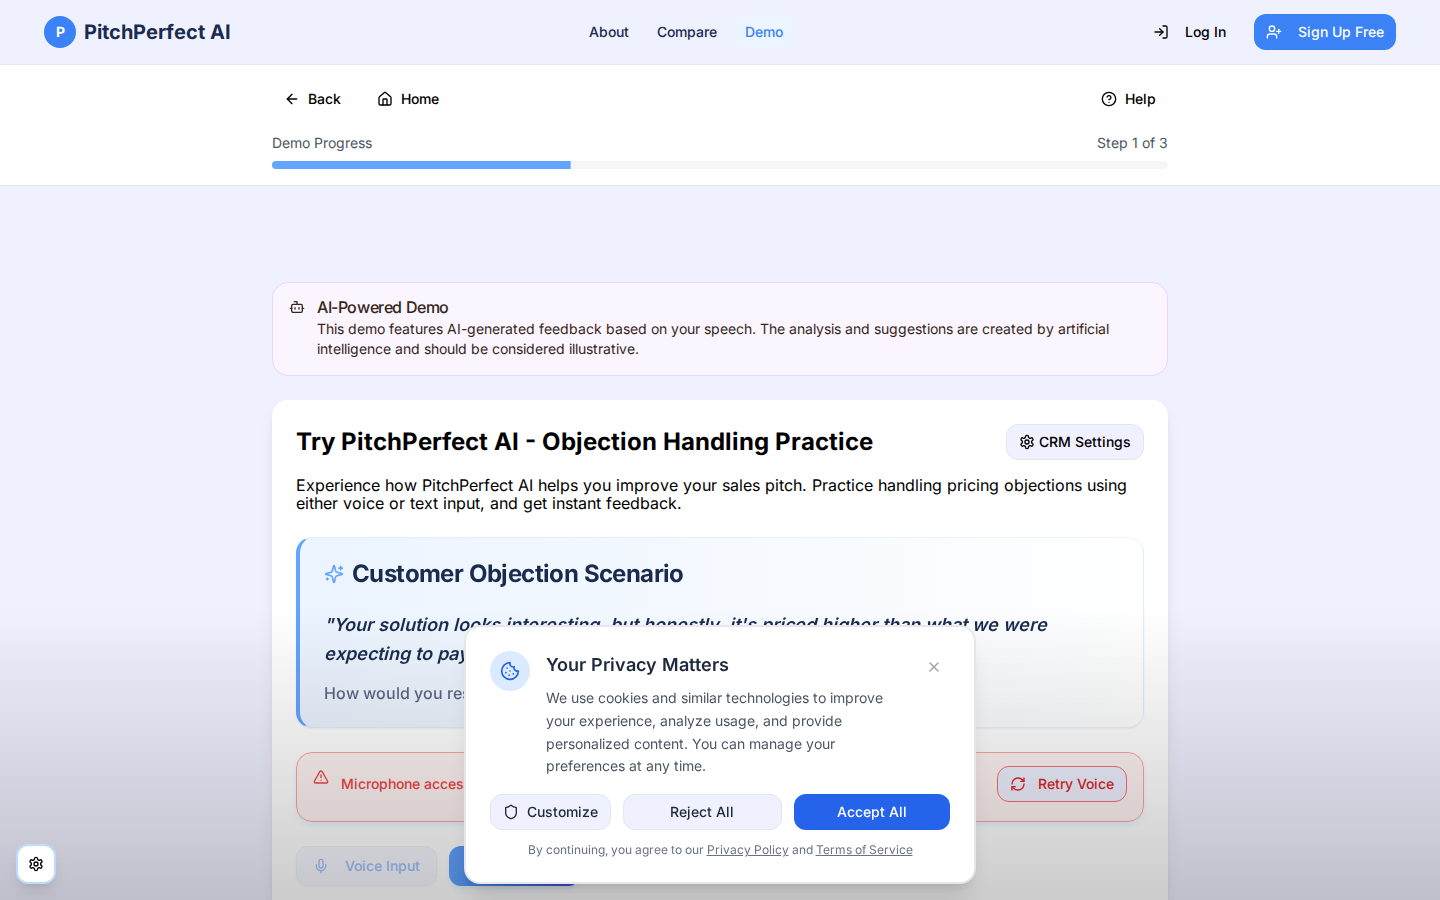 P PitchPerfect AI
About Compare Demo
Log In
Sign Up Free
Back Home
Help
Demo Progress
Step 1 of 3
AI-Powered Demo
This demo features AI-generated feedback based on your speech. The analysis and suggestions are created by artificial
intelligence and should be considered illustrative.
Try PitchPerfect AI - Objection Handling Practice
CRM Settings
Experience how PitchPerfect AI helps you improve your sales pitch. Practice handling pricing objections using
either voice or text input, and get instant feedback.
Customer Objection Scenario
"Your solution looks interesting, but honestly, it's priced higher than what we were
expecting to pay
How would you
Microphone
Retry Voice
Voice Input
Your Privacy Matters
We use cookies and similar technologies to improve
your experience, analyze usage, and provide
personalized content. You can manage your
preferences at any time.
Customize
Reject All
Accept All
By continuing, you agree to our Privacy Policy and Terms of Service